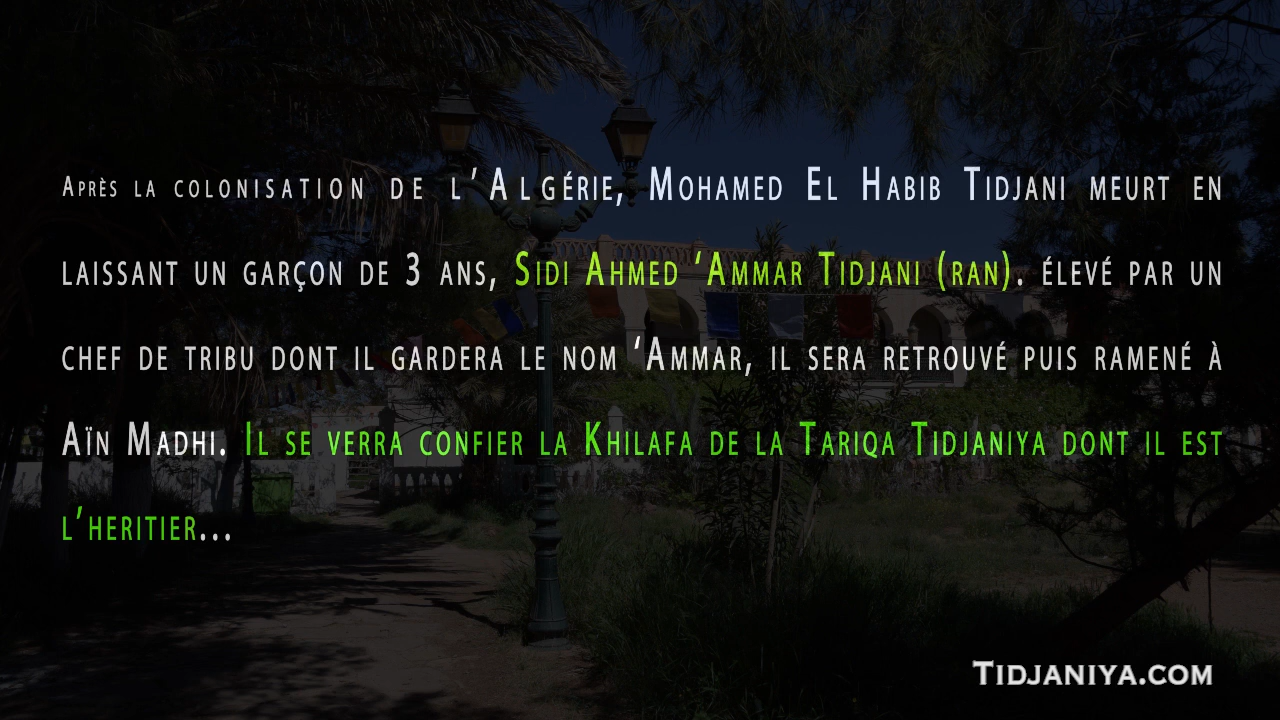 Après la colonisation de l'Algérie, Mohamed El Habib Tidjani meurt en
laissant un garçon de 3 ans, Sidi Ahmed 'Ammar Tidjani (ran). élevé par un
chef de tribu dont il gardera le nom 'Ammar, il sera retrouvé puis ramené à
Aïn Madhi. Il se verra confier la Khilafa de la Tariqa Tidjaniya dont il est
l'heritier...
Tidjaniya.com